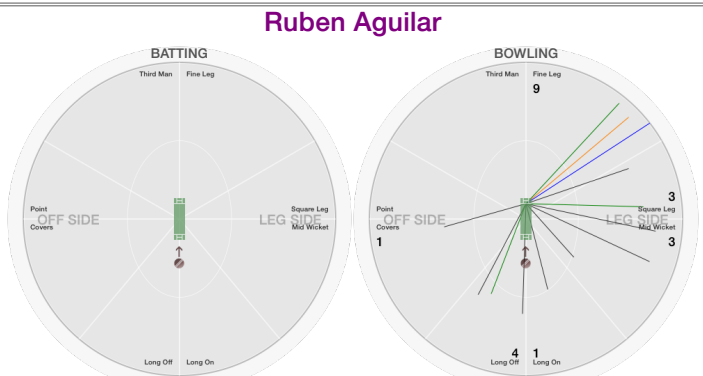 Ruben Aguilar
BATTING
BOWLING
Third Man Fine Leg
Third Man Fine Leg
9
Point
Square Leg
OFF SIDE
LEG SIDE
Covers
Mid Wicket
Point
3
Square Leg
OFF SIDE
LEG SIDE
Covers
Mid Wicket
1
3
Long Off Long On
4 1
Long Off Long On